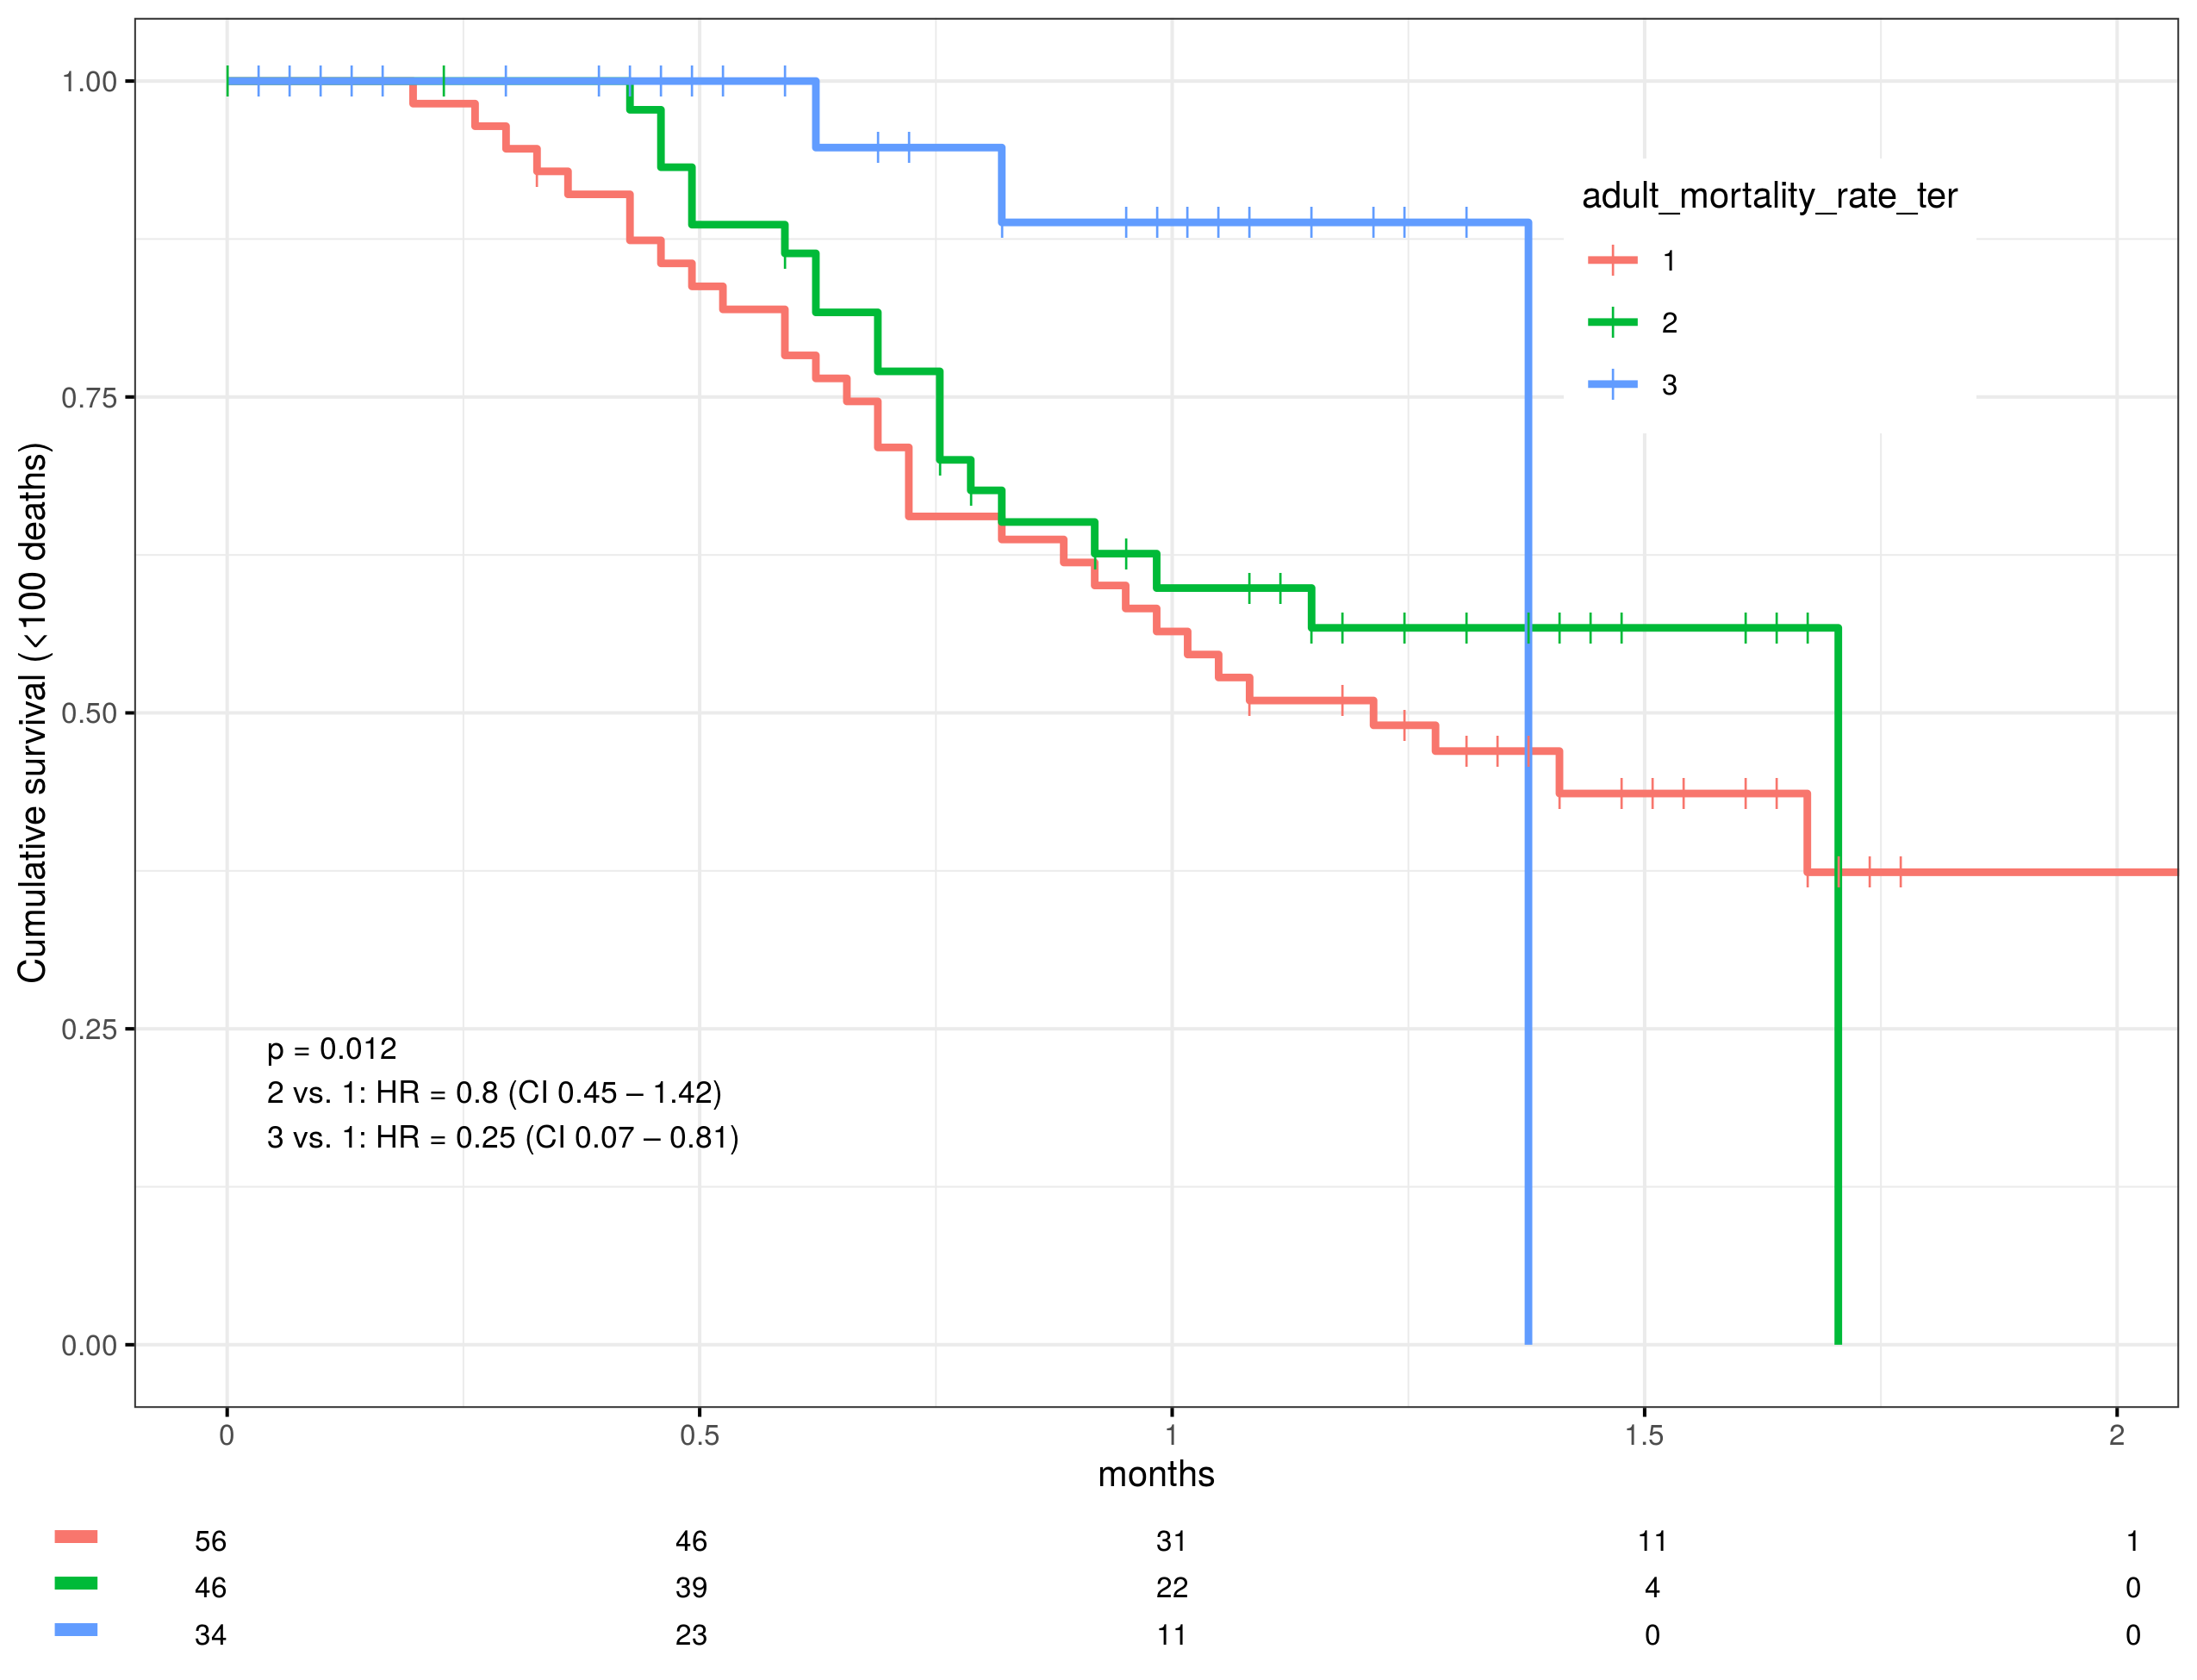 1.00
0.75
0.50
0.25
0.00
Cumulative survival (<100 deaths)
adult_mortality_rate_ter
1
2
3
p = 0.012
2 vs. 1: HR = 0.8 (CI 0.45 – 1.42)
3 vs. 1: HR = 0.25 (CI 0.07 – 0.81)
0 0.5 1 1.5 2
months
56 46 31 11 1
46 39 22 4 0
34 23 11 0 0